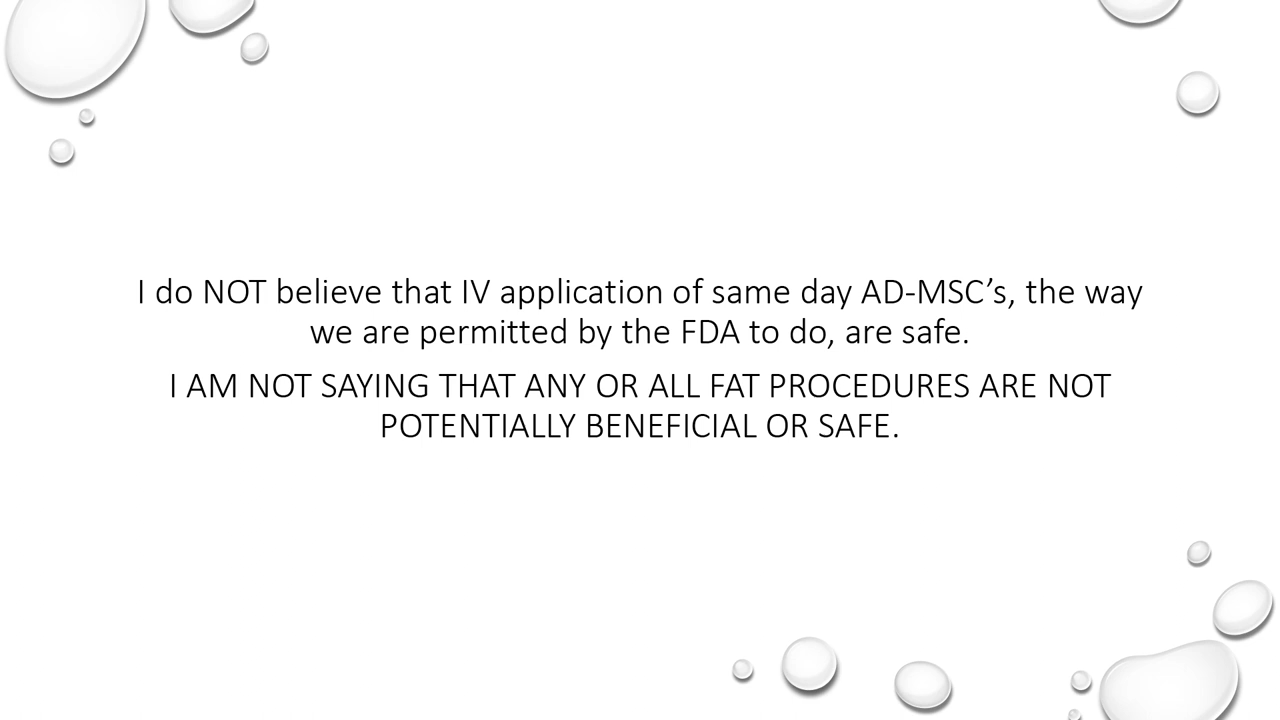 I do NOT believe that IV application of same day AD-MSC’s, the way
we are permitted by the FDA to do, are safe.
I AM NOT SAYING THAT ANY OR ALL FAT PROCEDURES ARE NOT
POTENTIALLY BENEFICIAL OR SAFE.